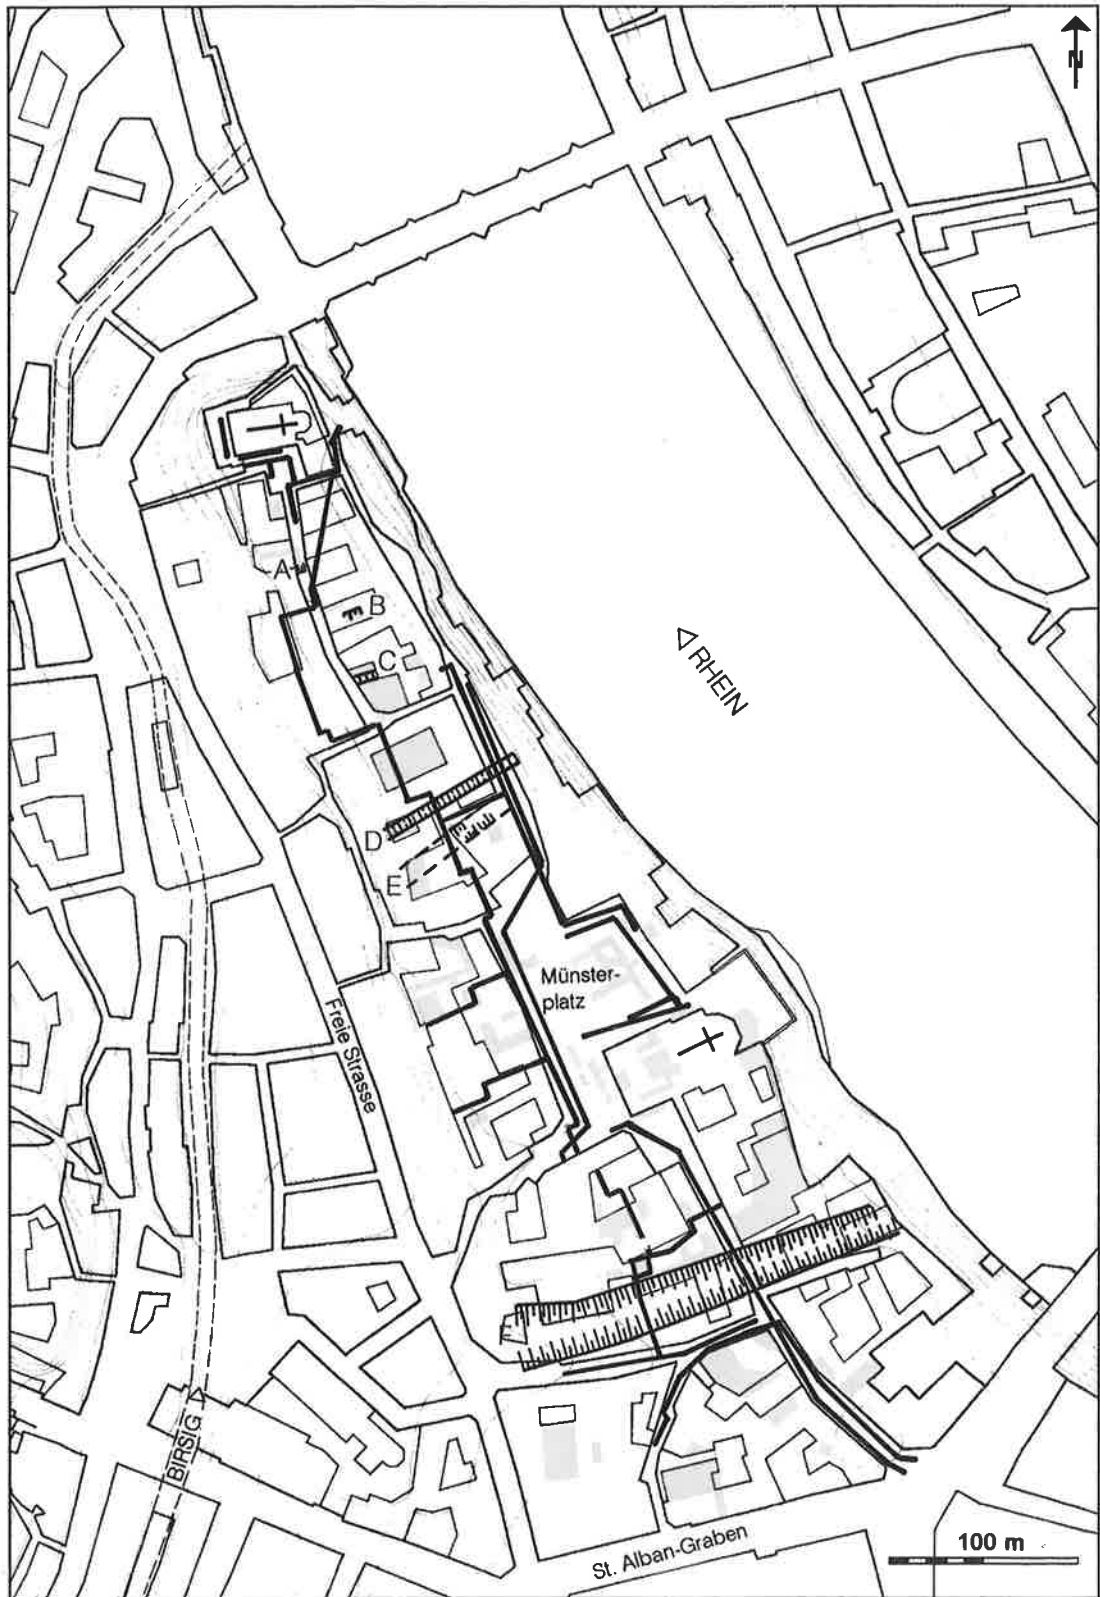 N
A
B
C
RHEIN
D
E
Münster-
platz
Freie Strasse
BIRSIG
100 m
St. Alban-Graben